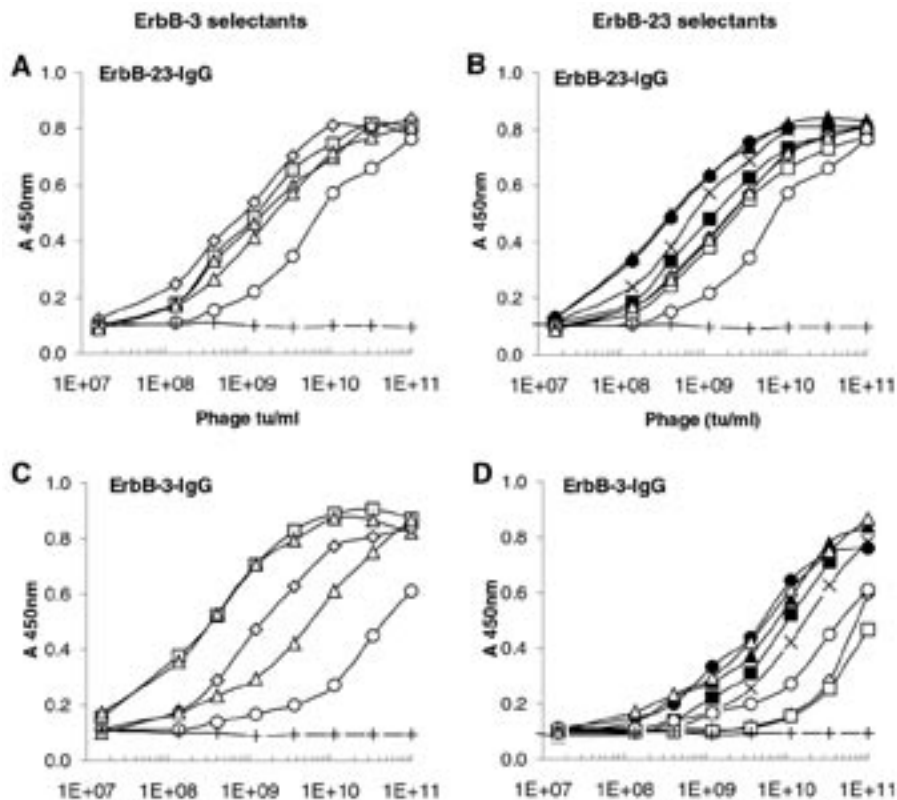 ErbB-3 selectants
ErbB-23 selectants
A
ErbB-23-IgG
1.0
0.8
0.6
0.4
0.2
0.0
A 450nm
1E+07 1E+08 1E+09 1E+10 1E+11
Phage tu/ml
B
ErbB-23-IgG
1.0
0.8
0.6
0.4
0.2
0.0
A 450nm
1E+07 1E+08 1E+09 1E+10 1E+11
Phage (tu/ml)
C
ErbB-3-IgG
1.0
0.8
0.6
0.4
0.2
0.0
A 450nm
1E+07 1E+08 1E+09 1E+10 1E+11
D
ErbB-3-IgG
1.0
0.8
0.6
0.4
0.2
0.0
A 450nm
1E+07 1E+08 1E+09 1E+10 1E+11